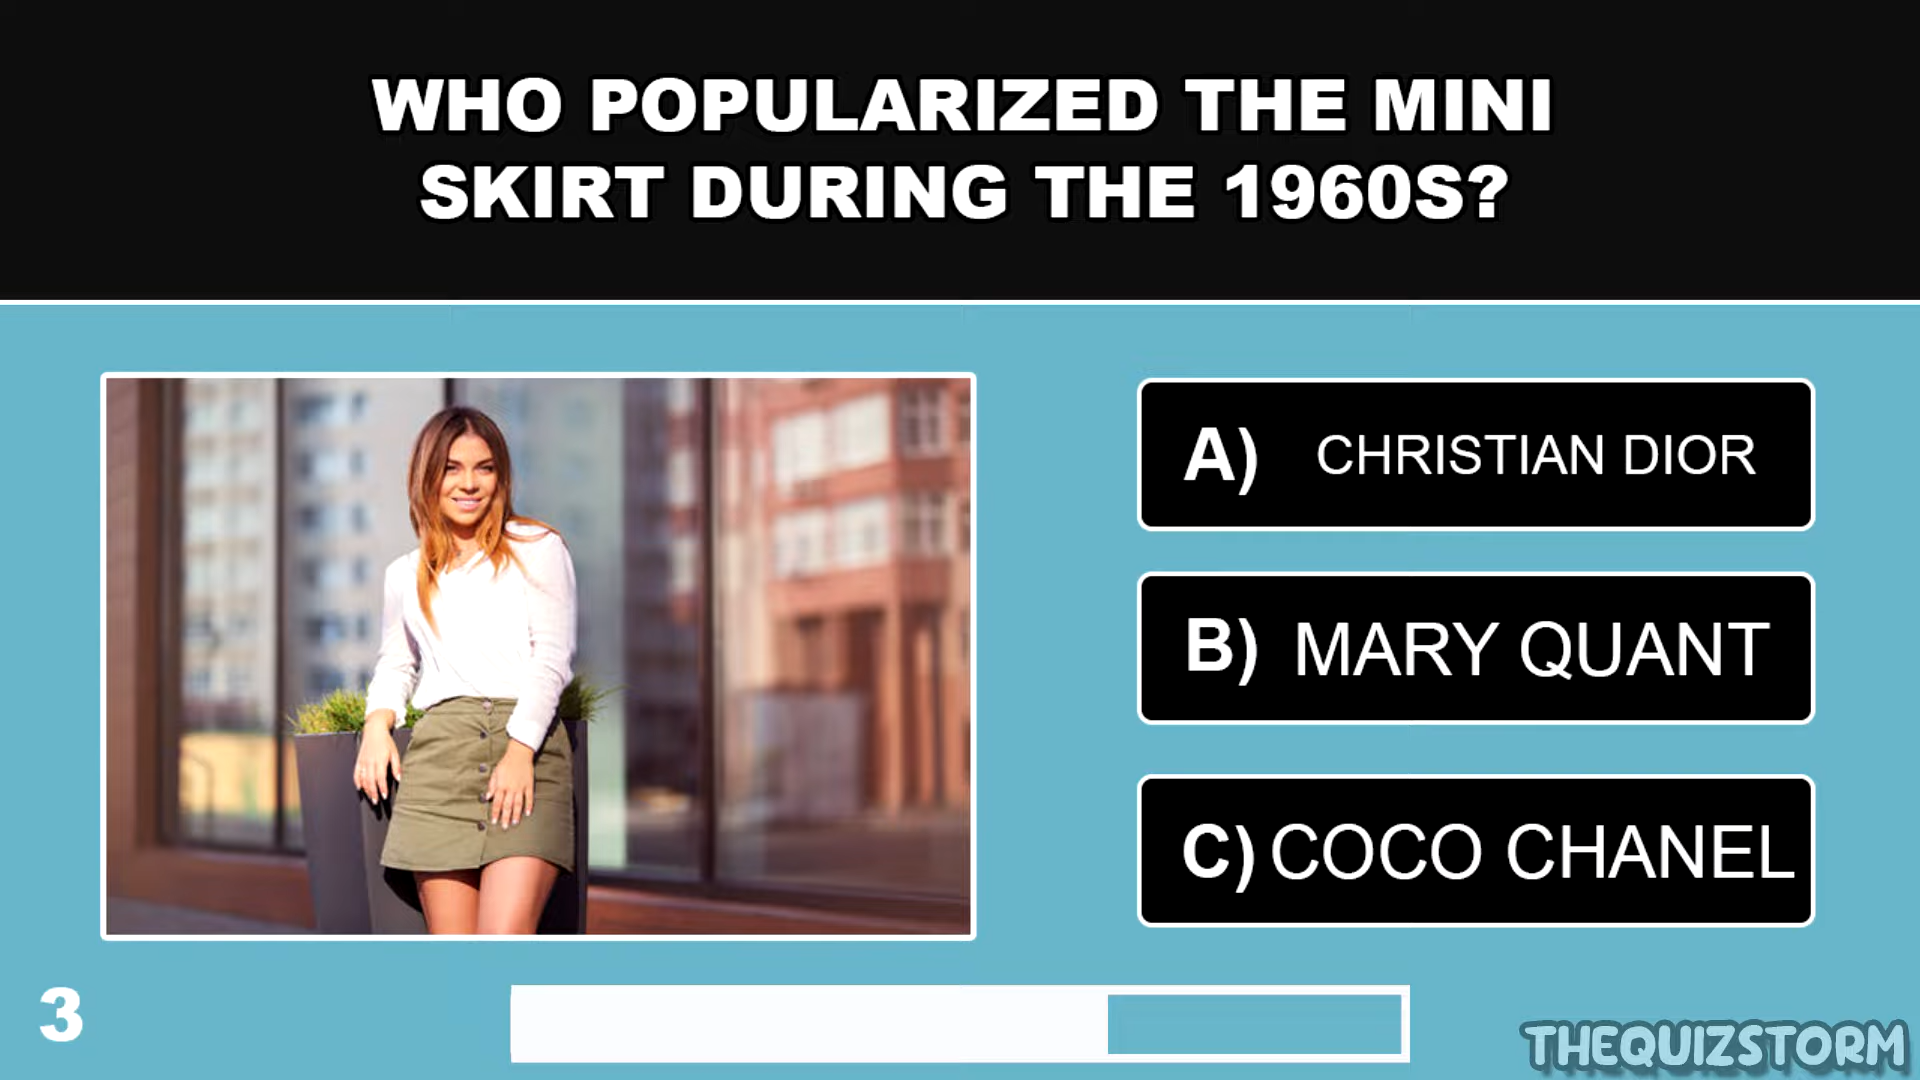 WHO POPULARIZED THE MINI
SKIRT DURING THE 1960S?
A) CHRISTIAN DIOR
B) MARY QUANT
C) COCO CHANEL
3
THEQUIZSTORM